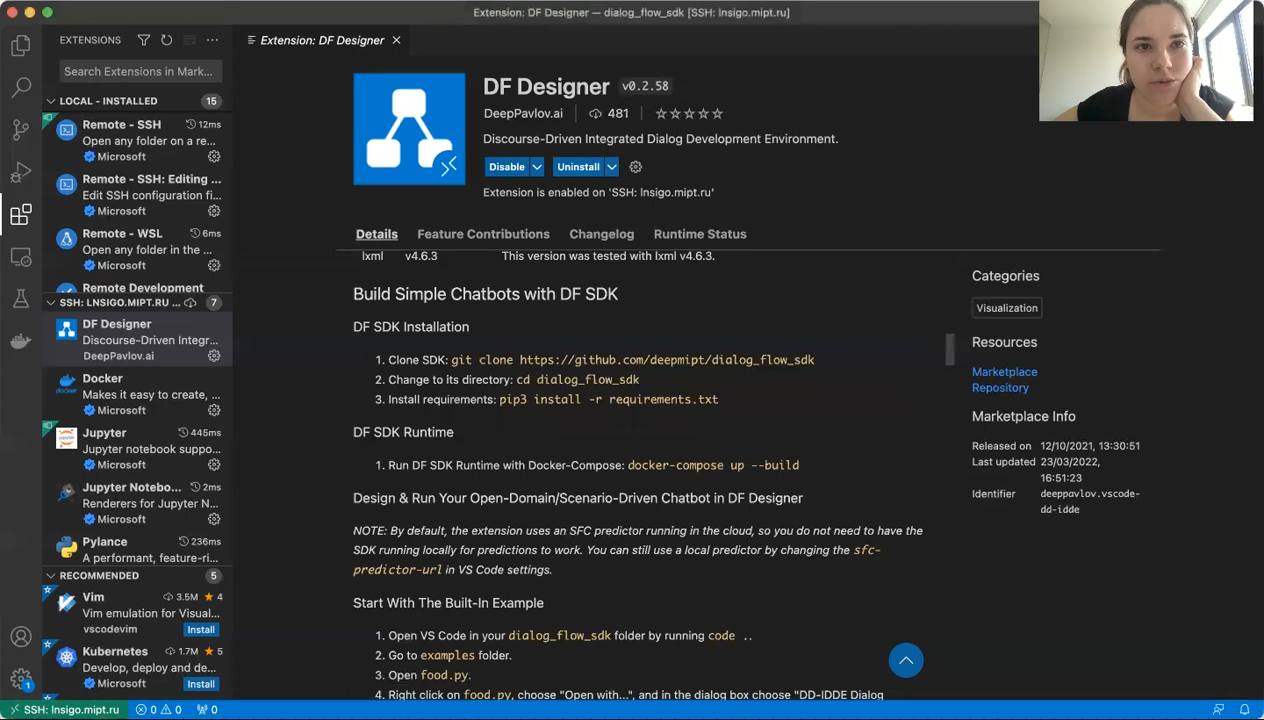 Extension: DF Designer — dialog_flow_sdk [SSH: lnsigo.mipt.ru]
EXTENSIONS
Search Extensions in Mark...
LOCAL - INSTALLED 15
Remote - SSH 12ms
Open any folder on a re...
Microsoft
Remote - SSH: Editing ...
Edit SSH configuration fi...
Microsoft
Remote - WSL 6ms
Open any folder in the ...
Microsoft
Remote Development
SSH: LNSIGO.MIPT.RU ... 7
DF Designer
Discourse-Driven Integr...
DeepPavlov.ai
Docker
Makes it easy to create, ...
Microsoft
Jupyter 445ms
Jupyter notebook suppo...
Microsoft
Jupyter Notebo... 2ms
Renderers for Jupyter N...
Microsoft
Pylance 236ms
A performant, feature-ri...
RECOMMENDED 5
Vim 3.5M 4
Vim emulation for Visual...
vscodevim Install
Kubernetes 1.7M 5
Develop, deploy and de...
Microsoft Install
Extension: DF Designer
DF Designer v0.2.58
DeepPavlov.ai 481
Discourse-Driven Integrated Dialog Development Environment.
Disable Uninstall
Extension is enabled on 'SSH: lnsigo.mipt.ru'
Details Feature Contributions Changelog Runtime Status
lxml v4.6.3 This version was tested with lxml v4.6.3.
Build Simple Chatbots with DF SDK
DF SDK Installation
1. Clone SDK: git clone https://github.com/deepmipt/dialog_flow_sdk
2. Change to its directory: cd dialog_flow_sdk
3. Install requirements: pip3 install -r requirements.txt
DF SDK Runtime
1. Run DF SDK Runtime with Docker-Compose: docker-compose up --build
Design & Run Your Open-Domain/Scenario-Driven Chatbot in DF Designer
NOTE: By default, the extension uses an SFC predictor running in the cloud, so you do not need to have the
SDK running locally for predictions to work. You can still use a local predictor by changing the sfc-
predictor-url in VS Code settings.
Start With The Built-In Example
1. Open VS Code in your dialog_flow_sdk folder by running code ..
2. Go to examples folder.
3. Open food.py.
4. Right click on food.py, choose "Open with...", and in the dialog box choose "DD-IDDE Dialog
Categories
Visualization
Resources
Marketplace
Repository
Marketplace Info
Released on 12/10/2021, 13:30:51
Last updated 23/03/2022,
16:51:23
Identifier deeppavlov.vscode-
dd-idde
1
SSH: lnsigo.mipt.ru 0 0 0